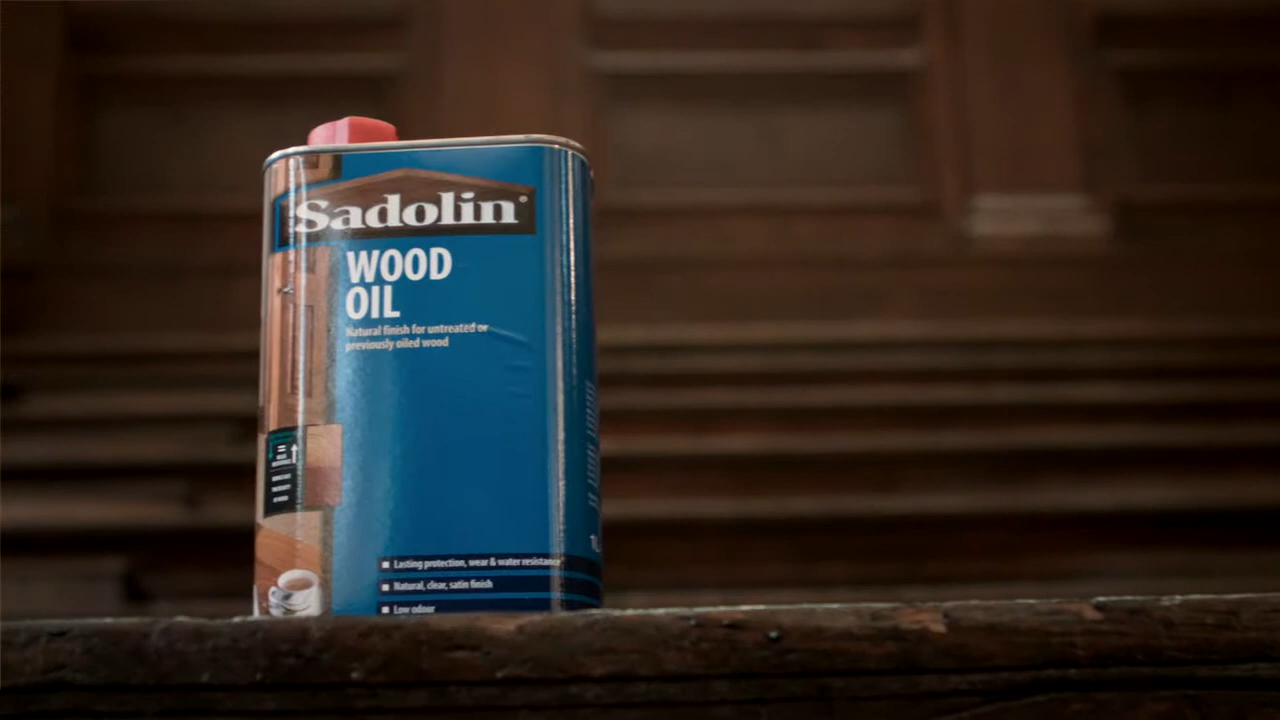 Sadolin®
WOOD
OIL
Natural finish for untreated or
previously oiled wood
Lasting protection, wear & water resistance
Natural, clear, satin finish
Low odour